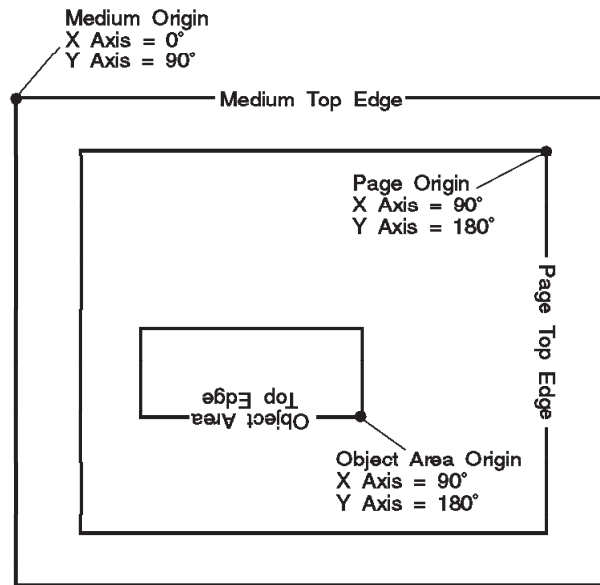 Medium Origin
X Axis = 0°
Y Axis = 90°
Medium Top Edge
Page Origin
X Axis = 90°
Y Axis = 180°
Page Top Edge
Object Area
Top Edge
Object Area Origin
X Axis = 90°
Y Axis = 180°